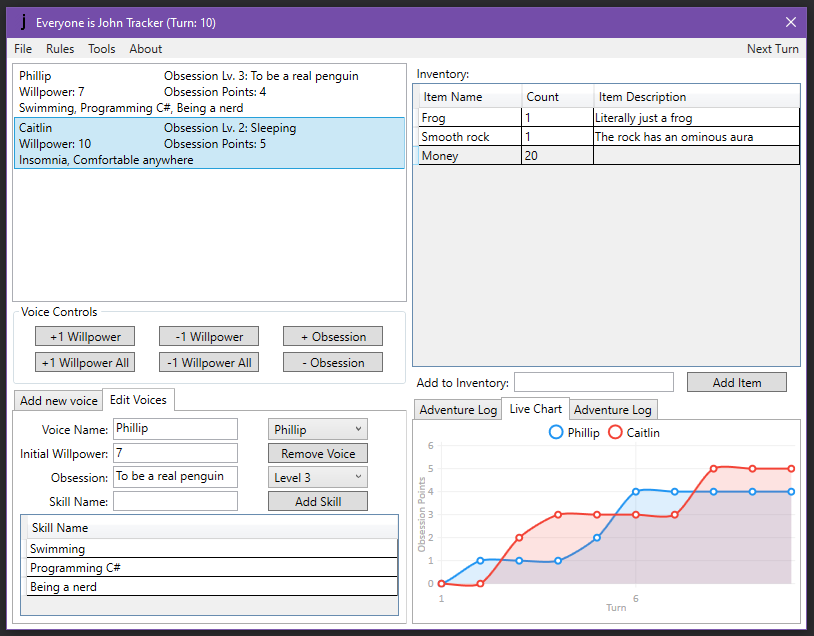 j Everyone is John Tracker (Turn: 10)
File Rules Tools About Next Turn
Phillip Obsession Lv. 3: To be a real penguin
Willpower: 7 Obsession Points: 4
Swimming, Programming C#, Being a nerd
Caitlin Obsession Lv. 2: Sleeping
Willpower: 10 Obsession Points: 5
Insomnia, Comfortable anywhere
Voice Controls
+1 Willpower -1 Willpower + Obsession
+1 Willpower All -1 Willpower All - Obsession
Add new voice Edit Voices
Voice Name: Phillip Phillip
Initial Willpower: 7 Remove Voice
Obsession: To be a real penguin Level 3
Skill Name: Add Skill
Skill Name
Swimming
Programming C#
Being a nerd
Inventory:
Item Name Count Item Description
Frog 1 Literally just a frog
Smooth rock 1 The rock has an ominous aura
Money 20
Add to Inventory: Add Item
Adventure Log Live Chart Adventure Log
Phillip Caitlin
Obsession Points
6
5
4
3
2
1
0
1 6
Turn